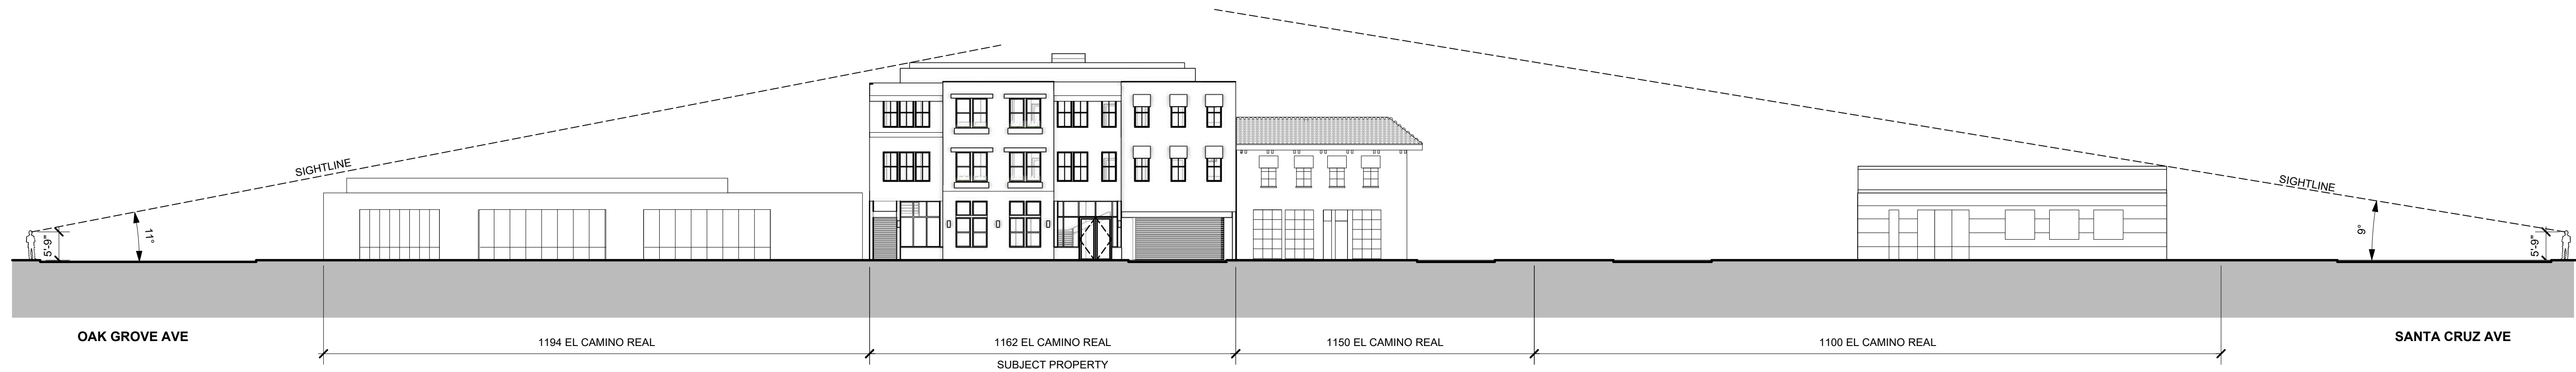 SIGHTLINE
SIGHTLINE
11°
5'-9"
9°
5'-9"
OAK GROVE AVE
1194 EL CAMINO REAL
1162 EL CAMINO REAL
SUBJECT PROPERTY
1150 EL CAMINO REAL
1100 EL CAMINO REAL
SANTA CRUZ AVE